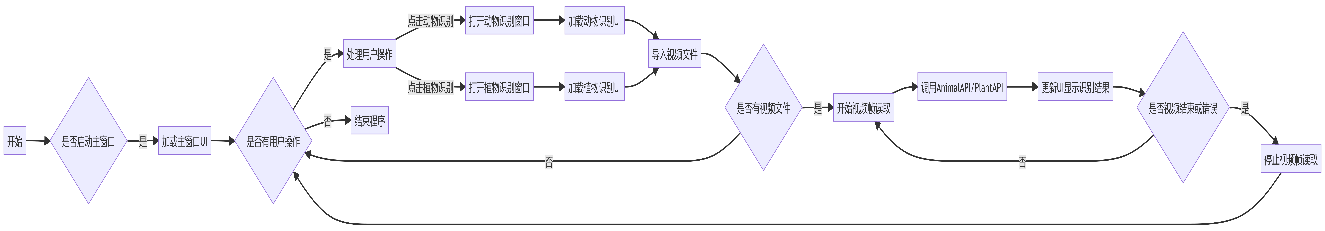 开始
是否启动主窗口
是
加载主窗口UI
是否有用户操作
是
处理用户操作
否
结束程序
点击动物识别
打开动物识别窗口
加载动物识别UI
点击植物识别
打开植物识别窗口
加载植物识别UI
导入视频文件
是否有视频文件
否
是
开始视频帧读取
调用AnimalAPI/PlantAPI
更新UI显示识别结果
是否视频结束或错误
否
是
停止视频帧读取